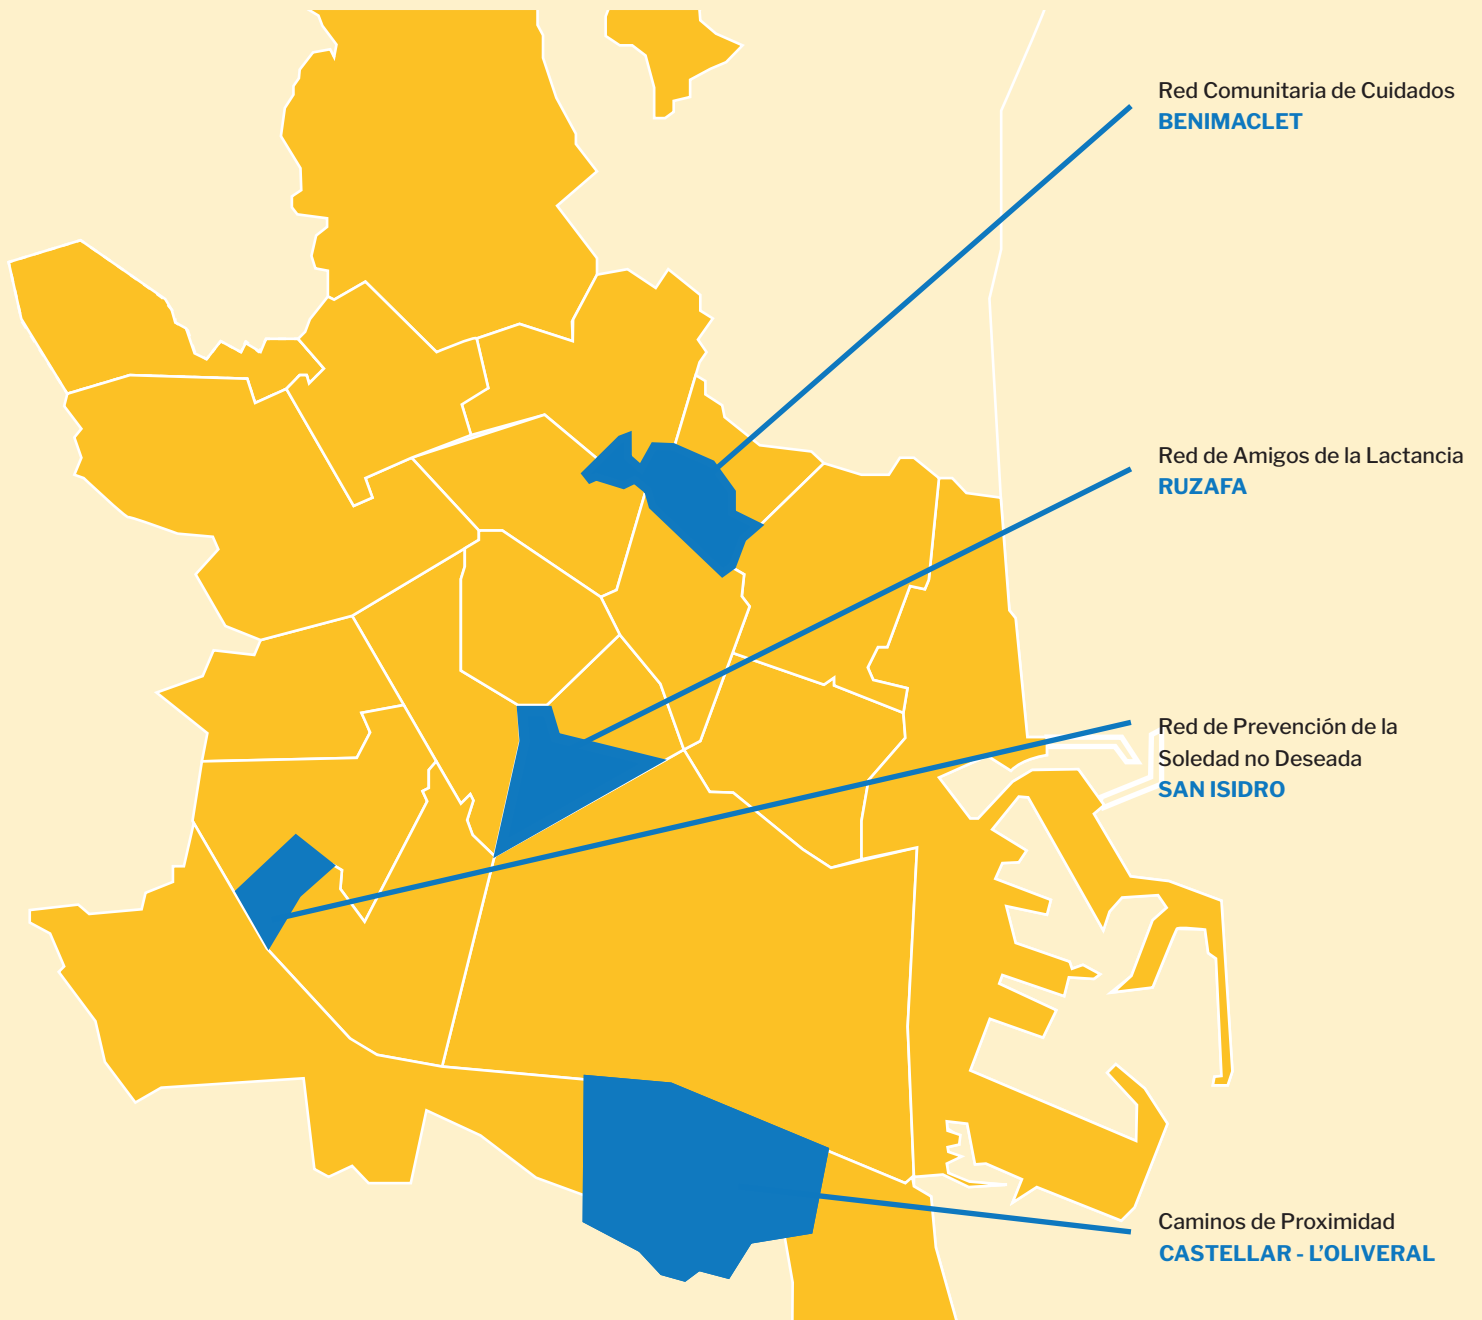 Red Comunitaria de Cuidados
BENIMACLET
Red de Amigos de la Lactancia
RUZAFA
Red de Prevención de la
Soledad no Deseada
SAN ISIDRO
Caminos de Proximidad
CASTELLAR - L'OLIVERAL